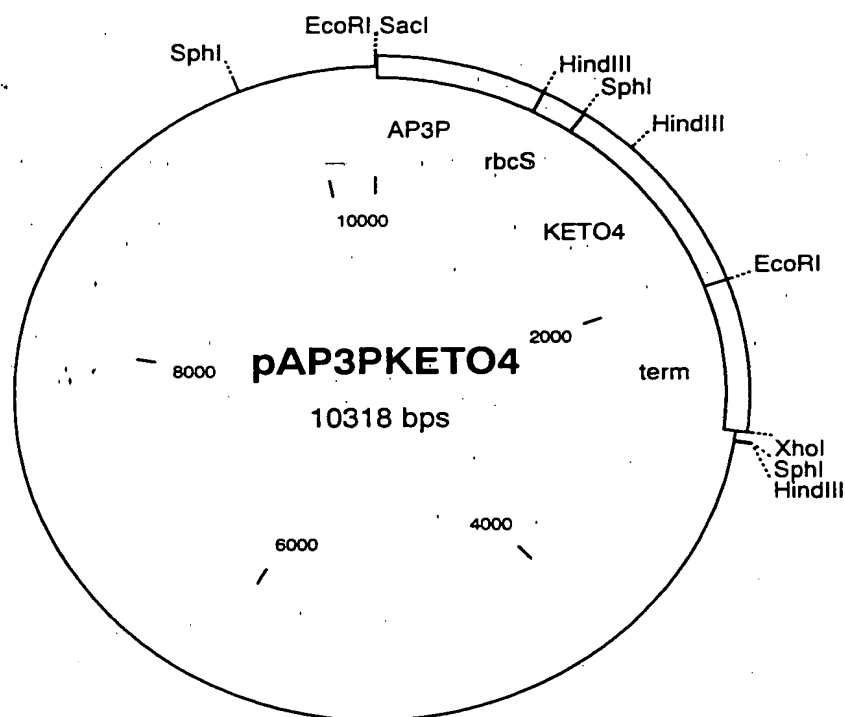 EcoRI SacI
SphI
HindIII
SphI
HindIII
AP3P
rbcS
10000
KETO4
EcoRI
2000
pAP3PKETO4
8000
term
10318 bps
XhoI
SphI
HindIII
4000
6000